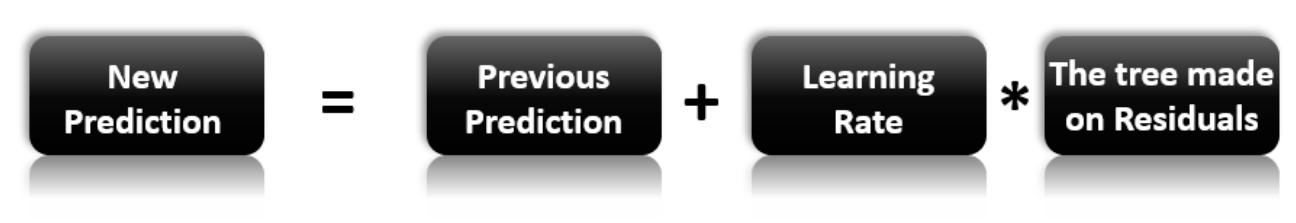 New
Prediction
=
Previous
Prediction
+
Learning
Rate
*
The tree made
on Residuals